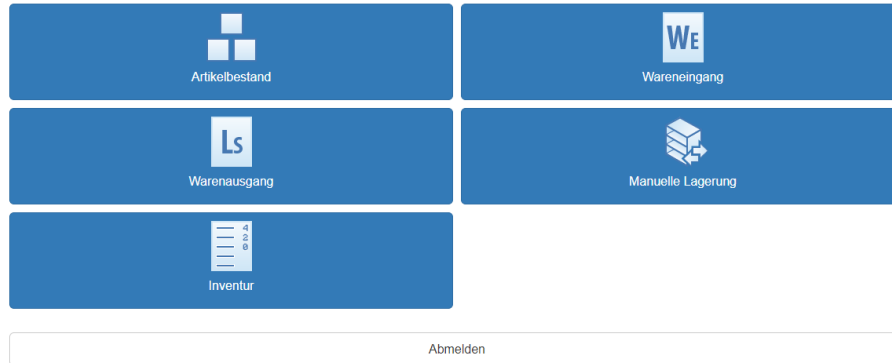 Artikelbestand
WE
Wareneingang
Ls
Warenausgang
Manuelle Lagerung
4
2
0
Inventur
Abmelden